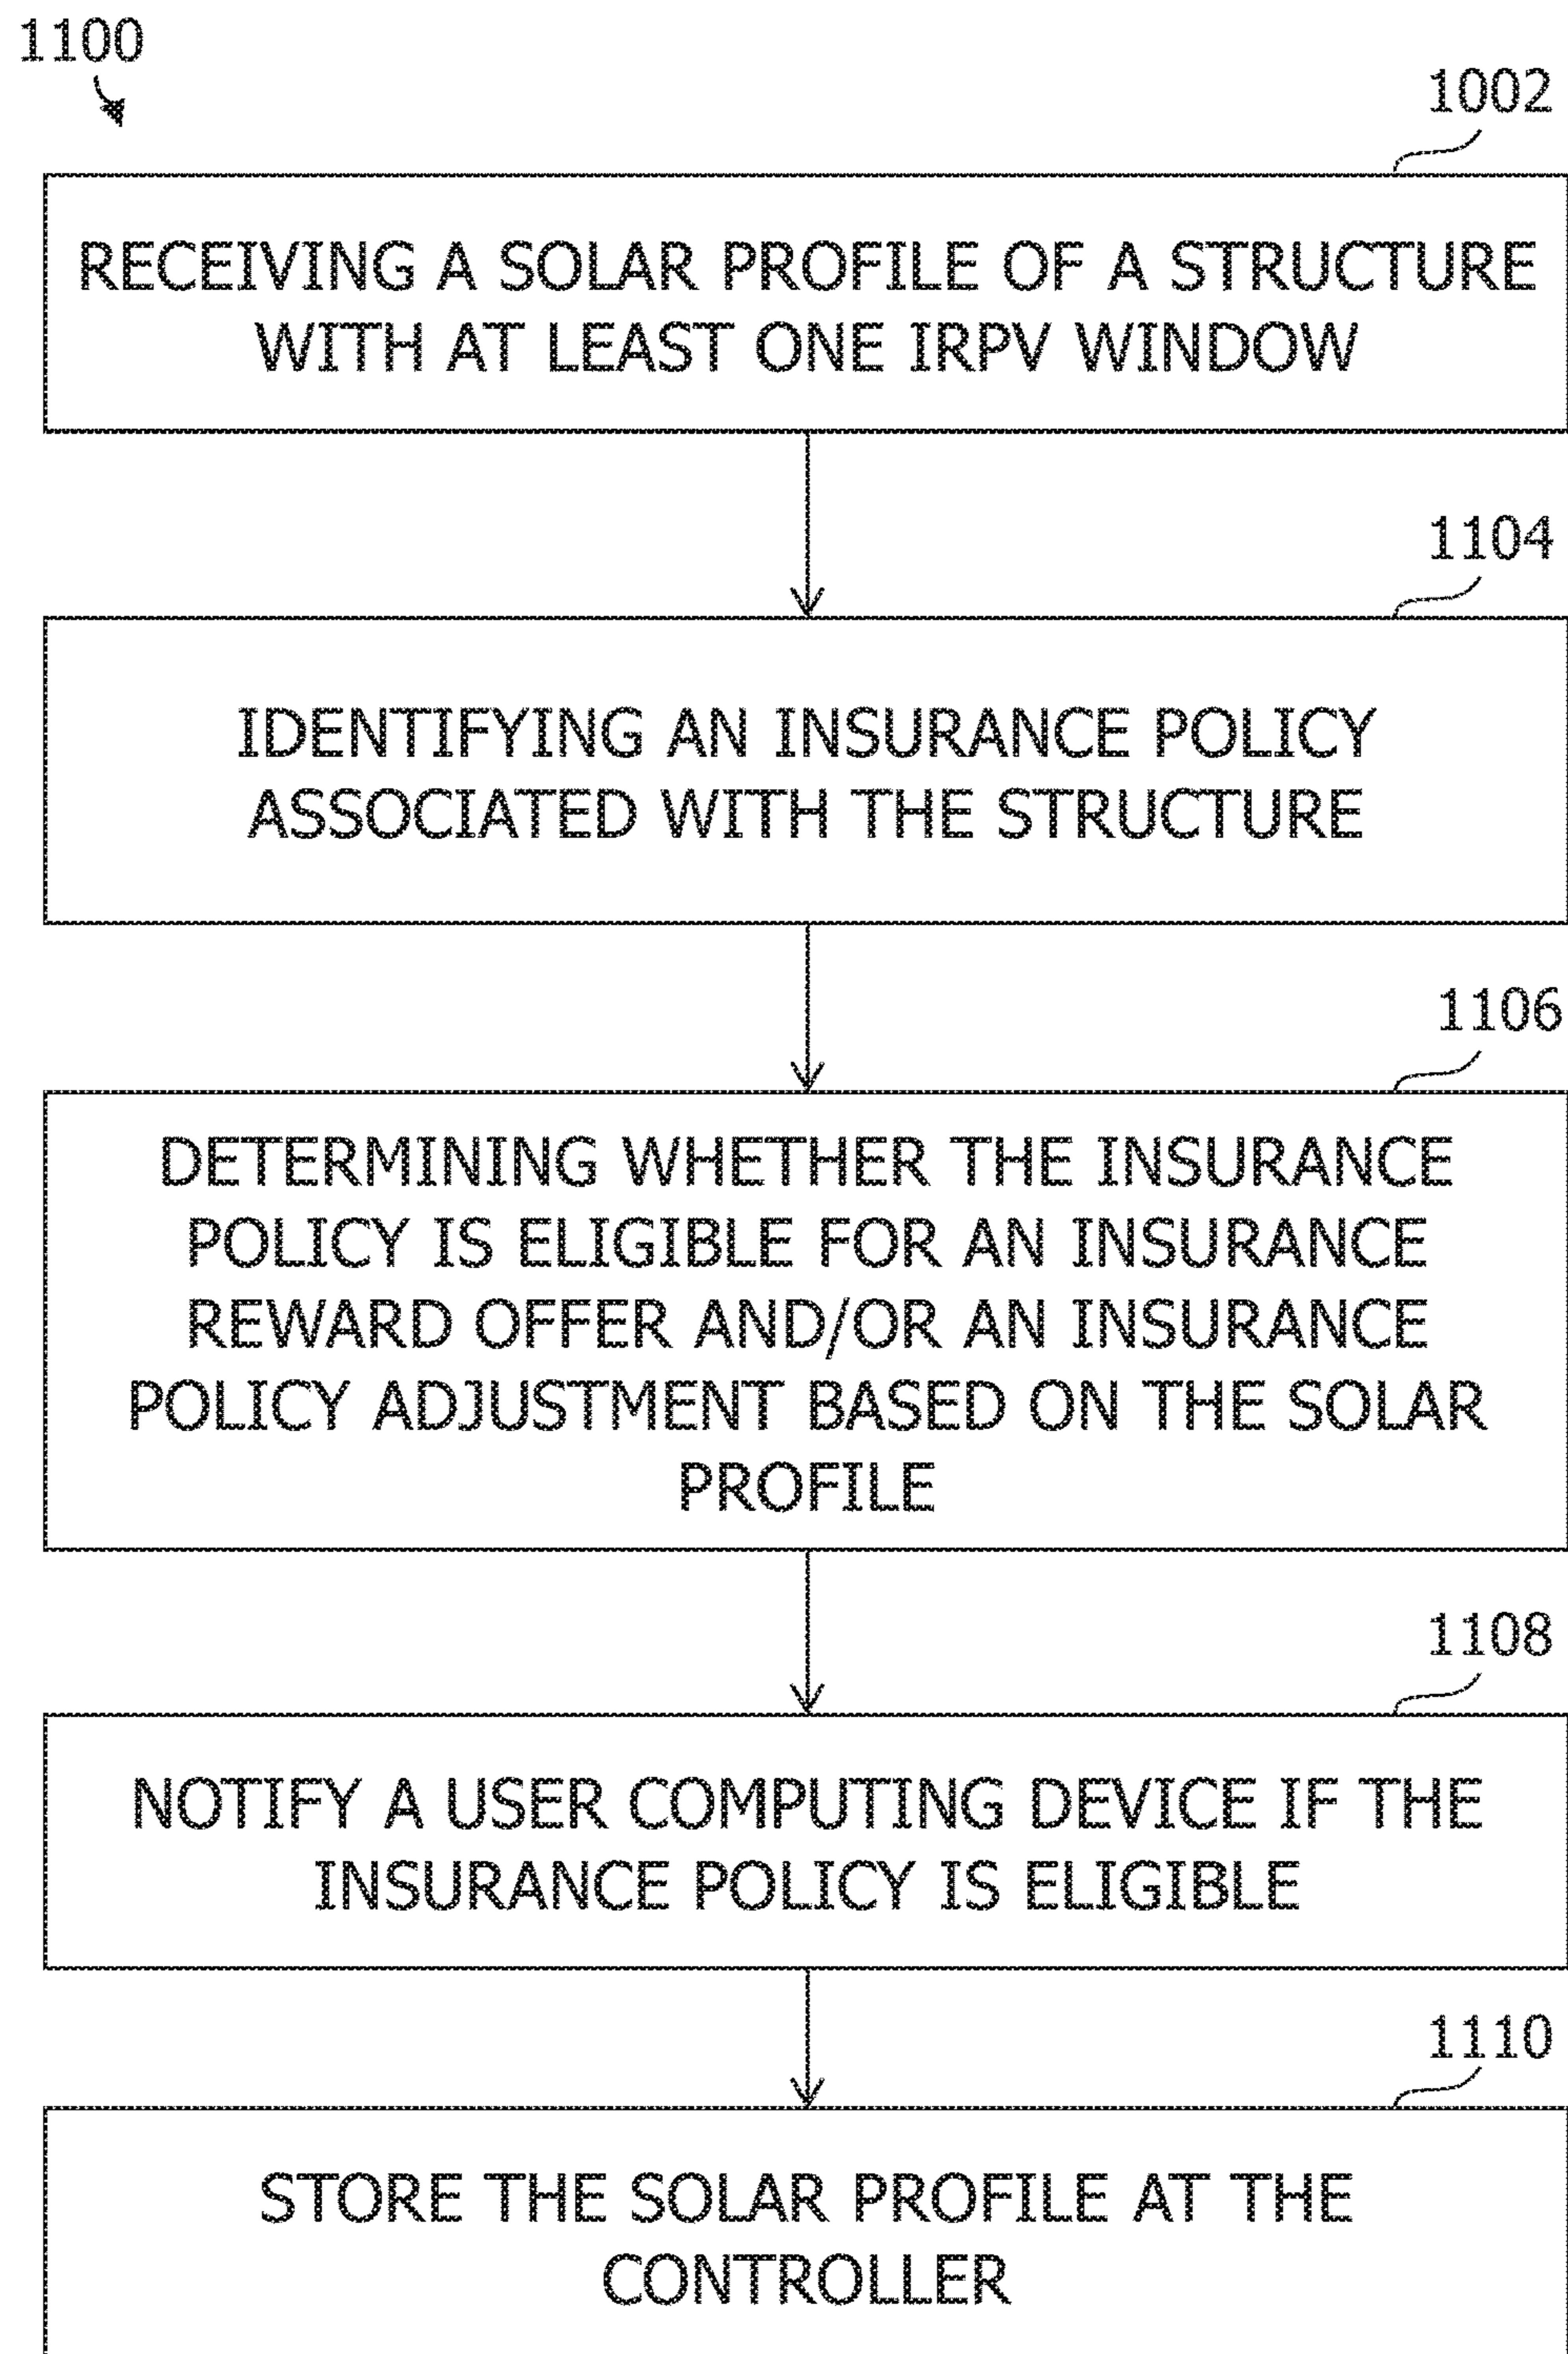 1100
1002
RECEIVING A SOLAR PROFILE OF A STRUCTURE
WITH AT LEAST ONE IRPV WINDOW
1104
IDENTIFYING AN INSURANCE POLICY
ASSOCIATED WITH THE STRUCTURE
1106
DETERMINING WHETHER THE INSURANCE
POLICY IS ELIGIBLE FOR AN INSURANCE
REWARD OFFER AND/OR AN INSURANCE
POLICY ADJUSTMENT BASED ON THE SOLAR
PROFILE
1108
NOTIFY A USER COMPUTING DEVICE IF THE
INSURANCE POLICY IS ELIGIBLE
1110
STORE THE SOLAR PROFILE AT THE
CONTROLLER